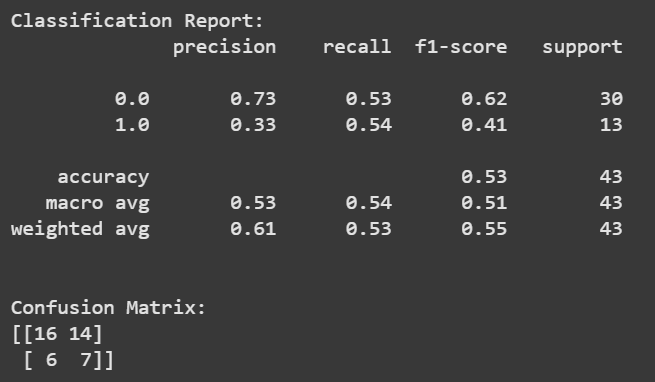 Classification Report:
              precision    recall  f1-score   support

         0.0       0.73      0.53      0.62        30
         1.0       0.33      0.54      0.41        13

    accuracy                           0.53        43
   macro avg       0.53      0.54      0.51        43
weighted avg       0.61      0.53      0.55        43


Confusion Matrix:
[[16 14]
 [ 6  7]]